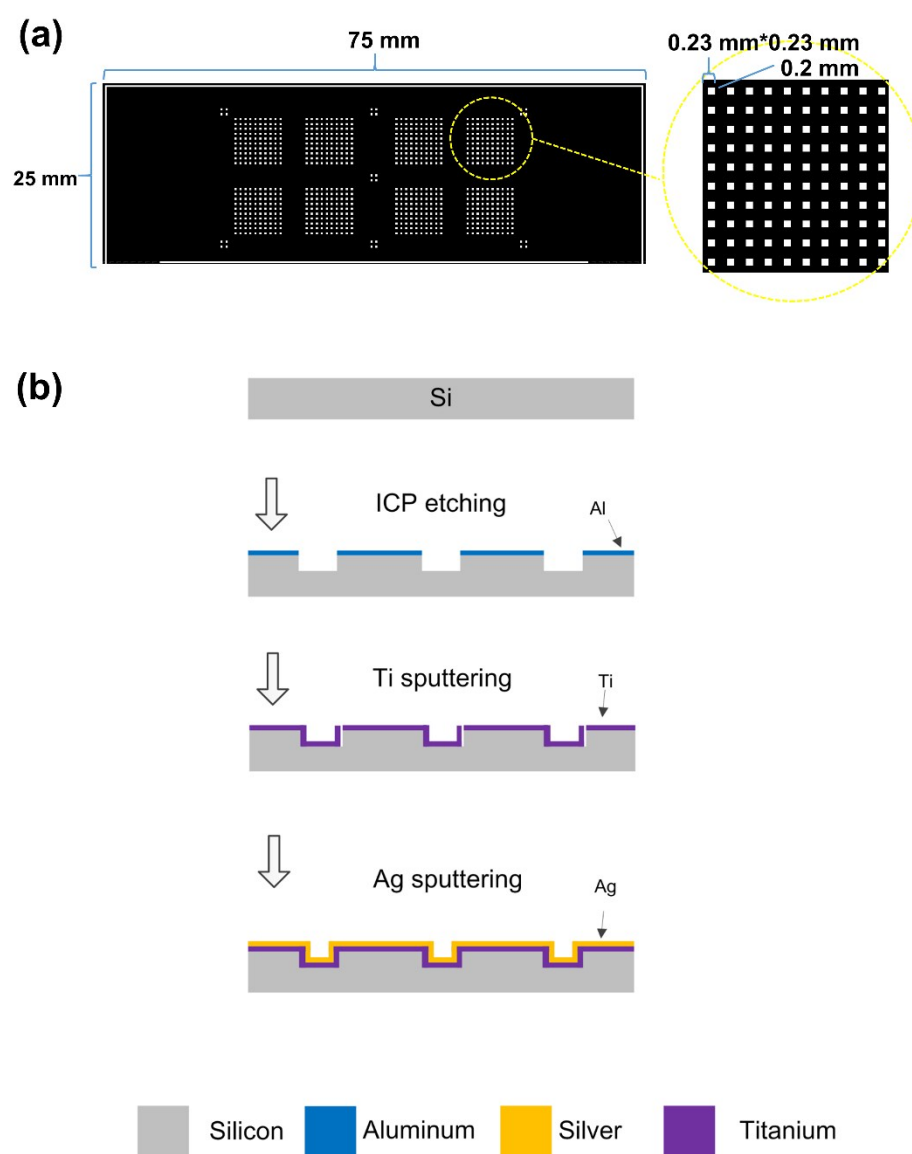 (a)
75 mm
0.23 mm*0.23 mm
0.2 mm
25 mm
(b)
Si
ICP etching
Al
Ti sputtering
Ti
Ag sputtering
Ag
Silicon
Aluminum
Silver
Titanium